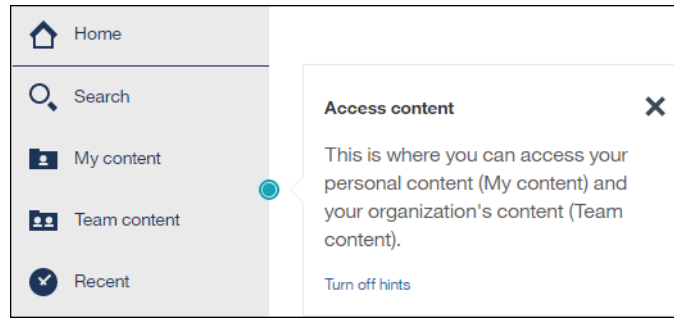 Home
Search
My content
Team content
Recent
Access content
This is where you can access your
personal content (My content) and
your organization's content (Team
content).
Turn off hints